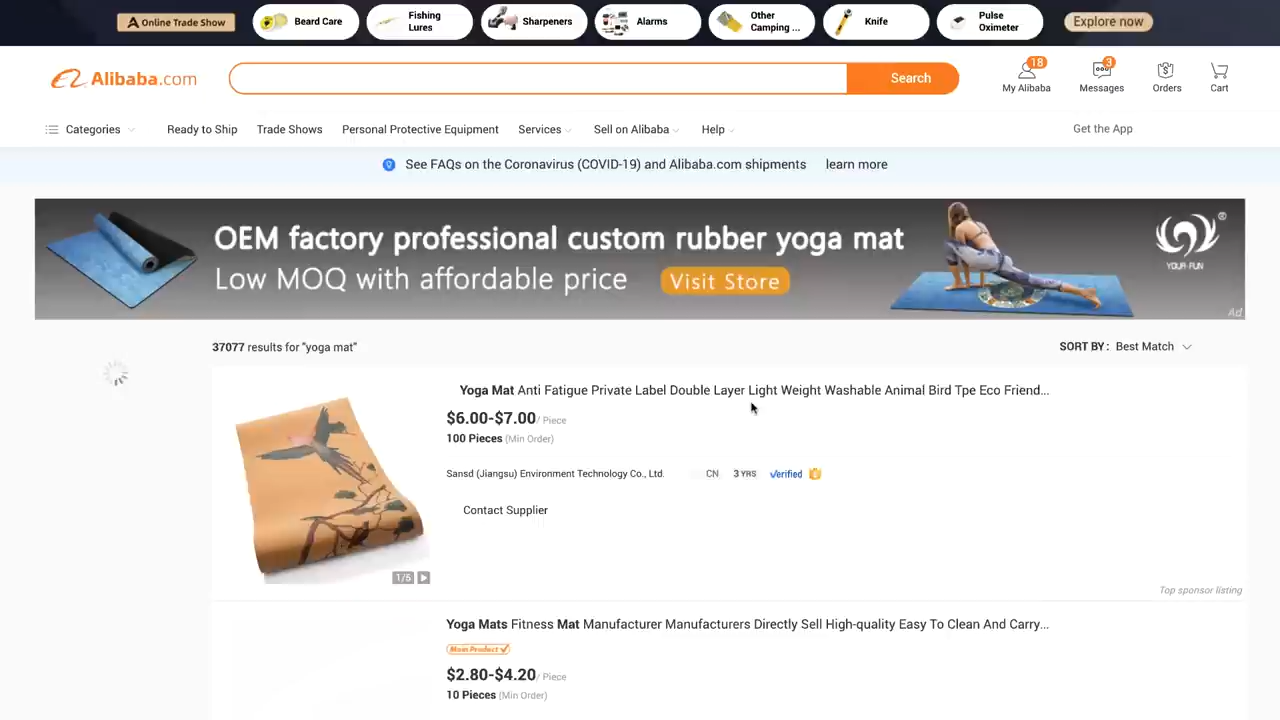 Online Trade Show
Beard Care
Fishing
Lures
Sharpeners
Alarms
Other
Camping ...
Knife
Pulse
Oximeter
Explore now
Alibaba.com
Search
18
My Alibaba
3
Messages
Orders
Cart
Categories
Ready to Ship
Trade Shows
Personal Protective Equipment
Services
Sell on Alibaba
Help
Get the App
See FAQs on the Coronavirus (COVID-19) and Alibaba.com shipments learn more
OEM factory professional custom rubber yoga mat
Low MOQ with affordable price
Visit Store
YOUR-FUN
Ad
37077 results for "yoga mat"
SORT BY : Best Match
Yoga Mat Anti Fatigue Private Label Double Layer Light Weight Washable Animal Bird Tpe Eco Friend...
$6.00-$7.00/ Piece
100 Pieces (Min Order)
Sansd (Jiangsu) Environment Technology Co., Ltd. CN 3 YRS Verified
Contact Supplier
1/6
Top sponsor listing
Yoga Mats Fitness Mat Manufacturer Manufacturers Directly Sell High-quality Easy To Clean And Carry...
Main Product
$2.80-$4.20/ Piece
10 Pieces (Min Order)